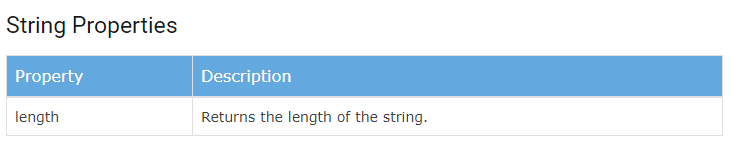 String Properties
Property Description
length Returns the length of the string.